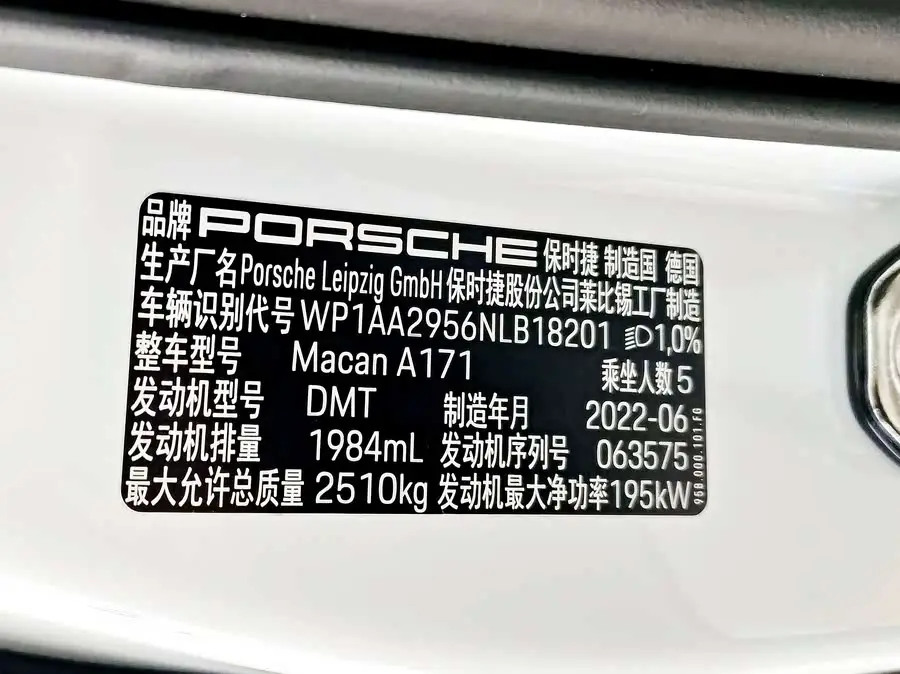 品牌 PORSCHE 保时捷 制造国 德国
生产厂名 Porsche Leipzig GmbH 保时捷股份公司莱比锡工厂制造
车辆识别代号 WP1AA2956NLB18201 1,0%
整车型号 Macan A171 乘坐人数 5
发动机型号 DMT 制造年月 2022-06
发动机排量 1984mL 发动机序列号 063575
最大允许总质量 2510kg 发动机最大净功率 195kW
96B.000.101.FG